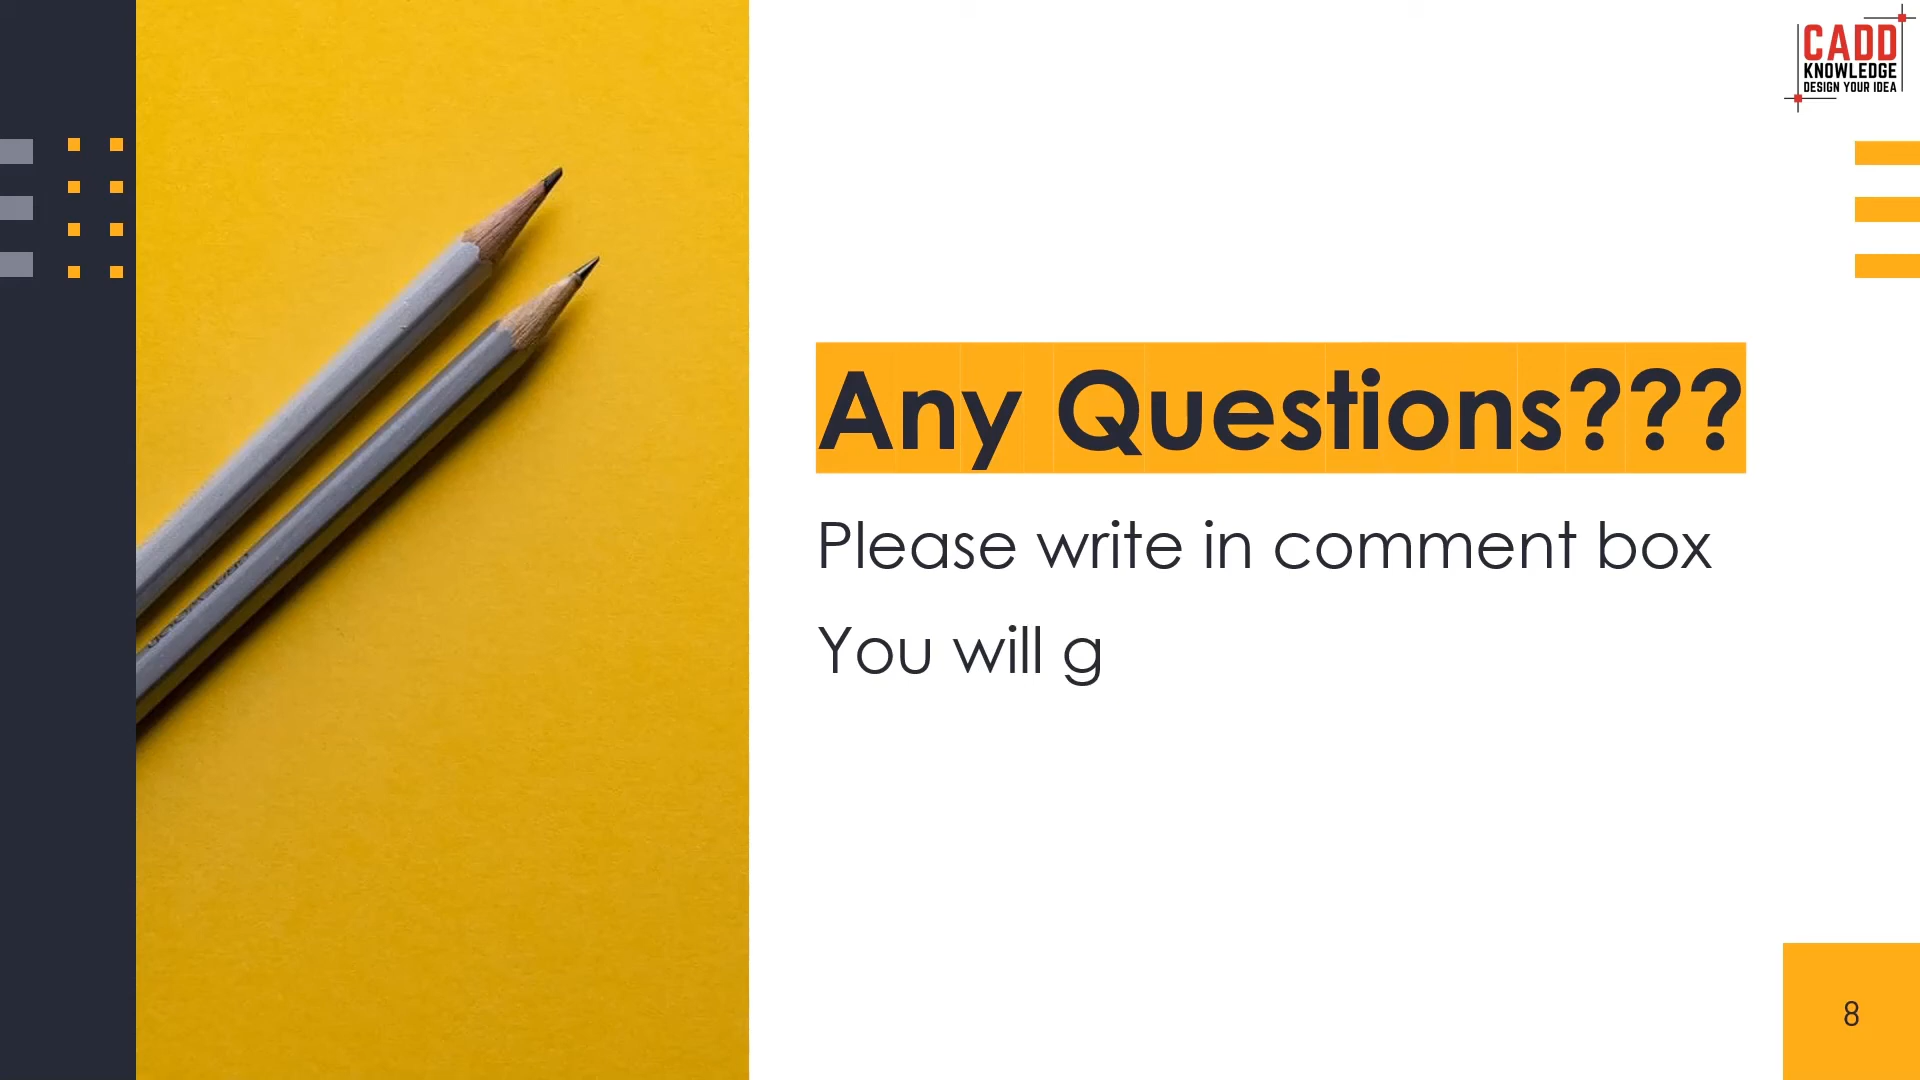 CADD
KNOWLEDGE
DESIGN YOUR IDEA
Any Questions???
Please write in comment box
You will g
8